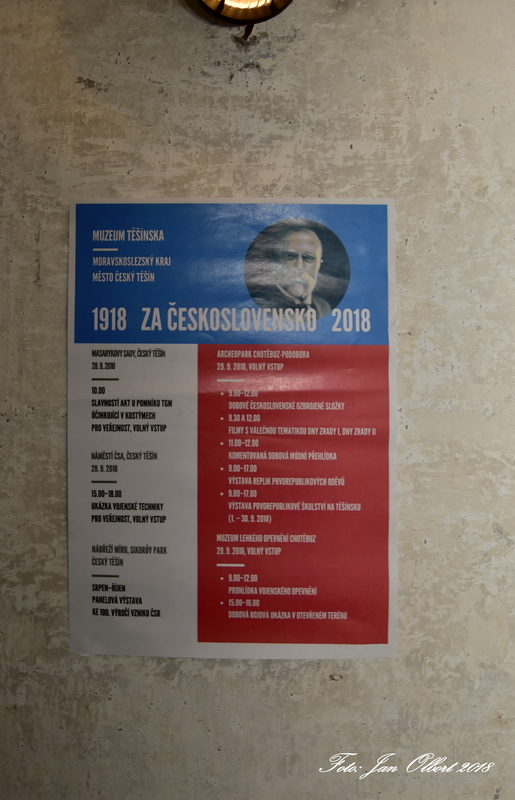 MUZEUM TĚŠÍNSKA
MORAVSKOSLEZSKÝ KRAJ
MĚSTO ČESKÝ TĚŠÍN
1918 ZA ČESKOSLOVENSKO 2018
MASARYKOVY SADY, ČESKÝ TĚŠÍN
28. 9. 2018
10.00
SLAVNOSTÍ AKT U POMNÍKU TGM
ÚČINKUJÍCÍ V KOSTÝMECH
PRO VEŘEJNOST, VOLNÝ VSTUP
NÁMĚSTÍ ČSA, ČESKÝ TĚŠÍN
28. 9. 2018
15.00–18.00
UKÁZKA VOJENSKÉ TECHNIKY
PRO VEŘEJNOST, VOLNÝ VSTUP
NÁBŘEŽÍ MÍRU, SIKORŮV PARK
ČESKÝ TĚŠÍN
SRPEN–ŘÍJEN
PANELOVÁ VÝSTAVA
KE 100. VÝROČÍ VZNIKU ČSR
ARCHEOPARK CHOTĚBUZ-PODOBORA
29. 9. 2018, VOLNÝ VSTUP
• 9.00–12.00
DOBOVÉ ČESKOSLOVENSKÉ OZBROJENÉ SLOŽKY
• 9.30 A 12.00
FILMY S VÁLEČNOU TEMATIKOU DNY ZRADY I, DNY ZRADY II
• 11.00–12.00
KOMENTOVANÁ DOBOVÁ MÓDNÍ PŘEHLÍDKA
• 9.00–17.00
VÝSTAVA REPLIK PRVOREPUBLIKOVÝCH ODĚVŮ
• 9.00–17.00
VÝSTAVA PRVOREPUBLIKOVÉ ŠKOLSTVÍ NA TĚŠÍNSKU
(1. – 30. 9. 2018)
MUZEUM LEHKÉHO OPEVNĚNÍ CHOTĚBUZ
29. 9. 2018, VOLNÝ VSTUP
• 9.00–12.00
PROHLÍDKA VOJENSKÉHO OPEVNĚNÍ
• 15.00–16.00
DOBOVÁ BOJOVÁ UKÁZKA V OTEVŘENÉM TERÉNU
Foto: Jan Olbort 2018